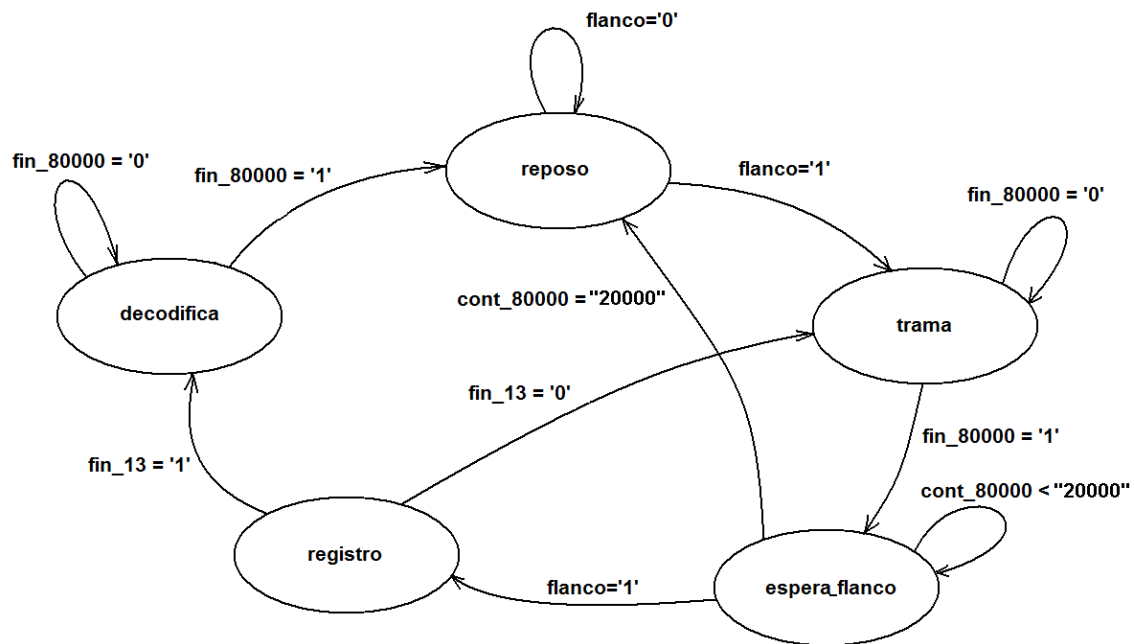 flanco='0'
fin_80000 = '0'
fin_80000 = '1'
reposo
flanco='1'
fin_80000 = '0'
decodifica
cont_80000 = "20000"
trama
fin_13 = '0'
fin_80000 = '1'
fin_13 = '1'
cont_80000 < "20000"
registro
flanco='1'
espera_flanco